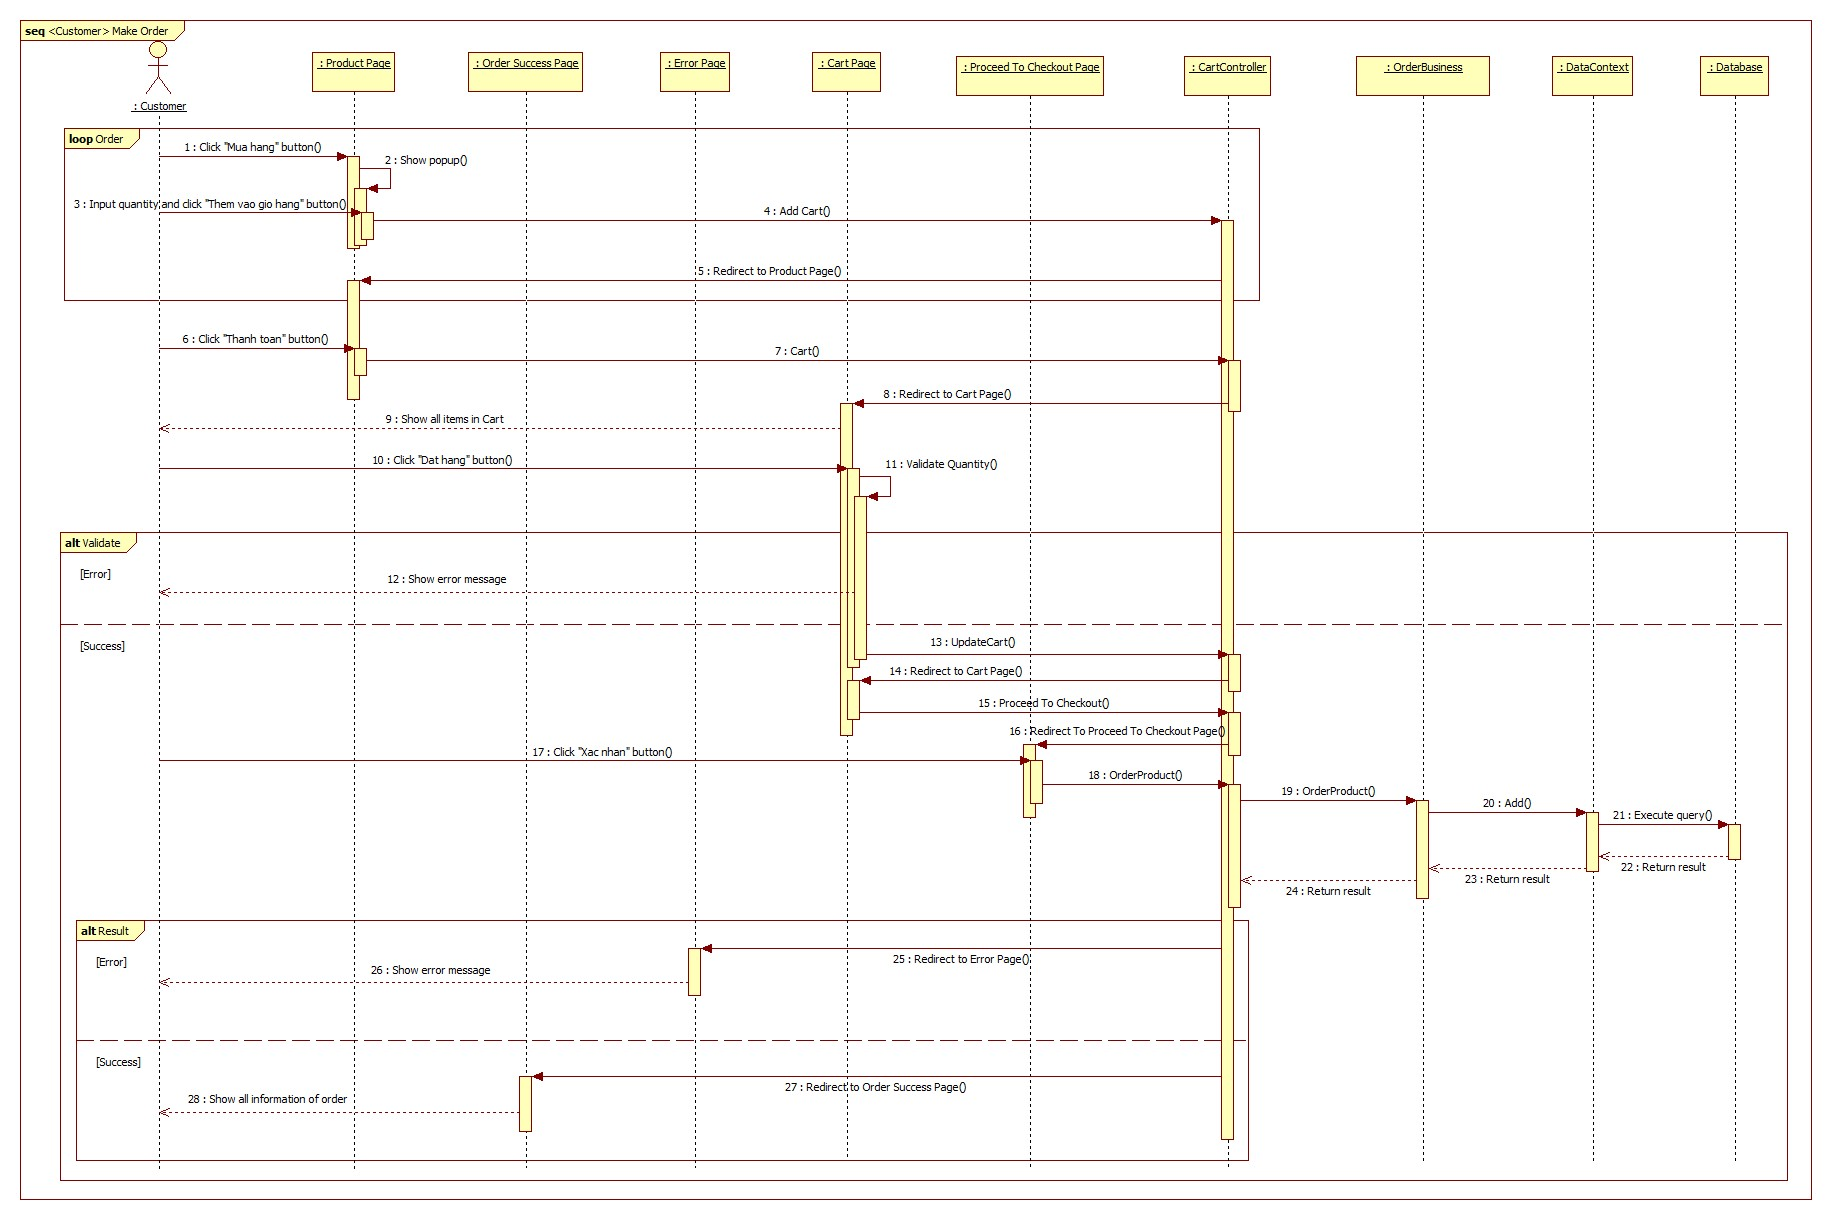 seq <Customer> Make Order
: Customer
: Product Page
: Order Success Page
: Error Page
: Cart Page
: Proceed To Checkout Page
: CartController
: OrderBusiness
: DataContext
: Database
loop Order
1 : Click "Mua hang" button()
2 : Show popup()
3 : Input quantity and click "Them vao gio hang" button()
4 : Add Cart()
5 : Redirect to Product Page()
6 : Click "Thanh toan" button()
7 : Cart()
8 : Redirect to Cart Page()
9 : Show all items in Cart
10 : Click "Dat hang" button()
11 : Validate Quantity()
alt Validate
[Error]
12 : Show error message
[Success]
13 : UpdateCart()
14 : Redirect to Cart Page()
15 : Proceed To Checkout()
16 : Redirect To Proceed To Checkout Page()
17 : Click "Xac nhan" button()
18 : OrderProduct()
19 : OrderProduct()
20 : Add()
21 : Execute query()
22 : Return result
23 : Return result
24 : Return result
alt Result
[Error]
25 : Redirect to Error Page()
26 : Show error message
[Success]
27 : Redirect to Order Success Page()
28 : Show all information of order